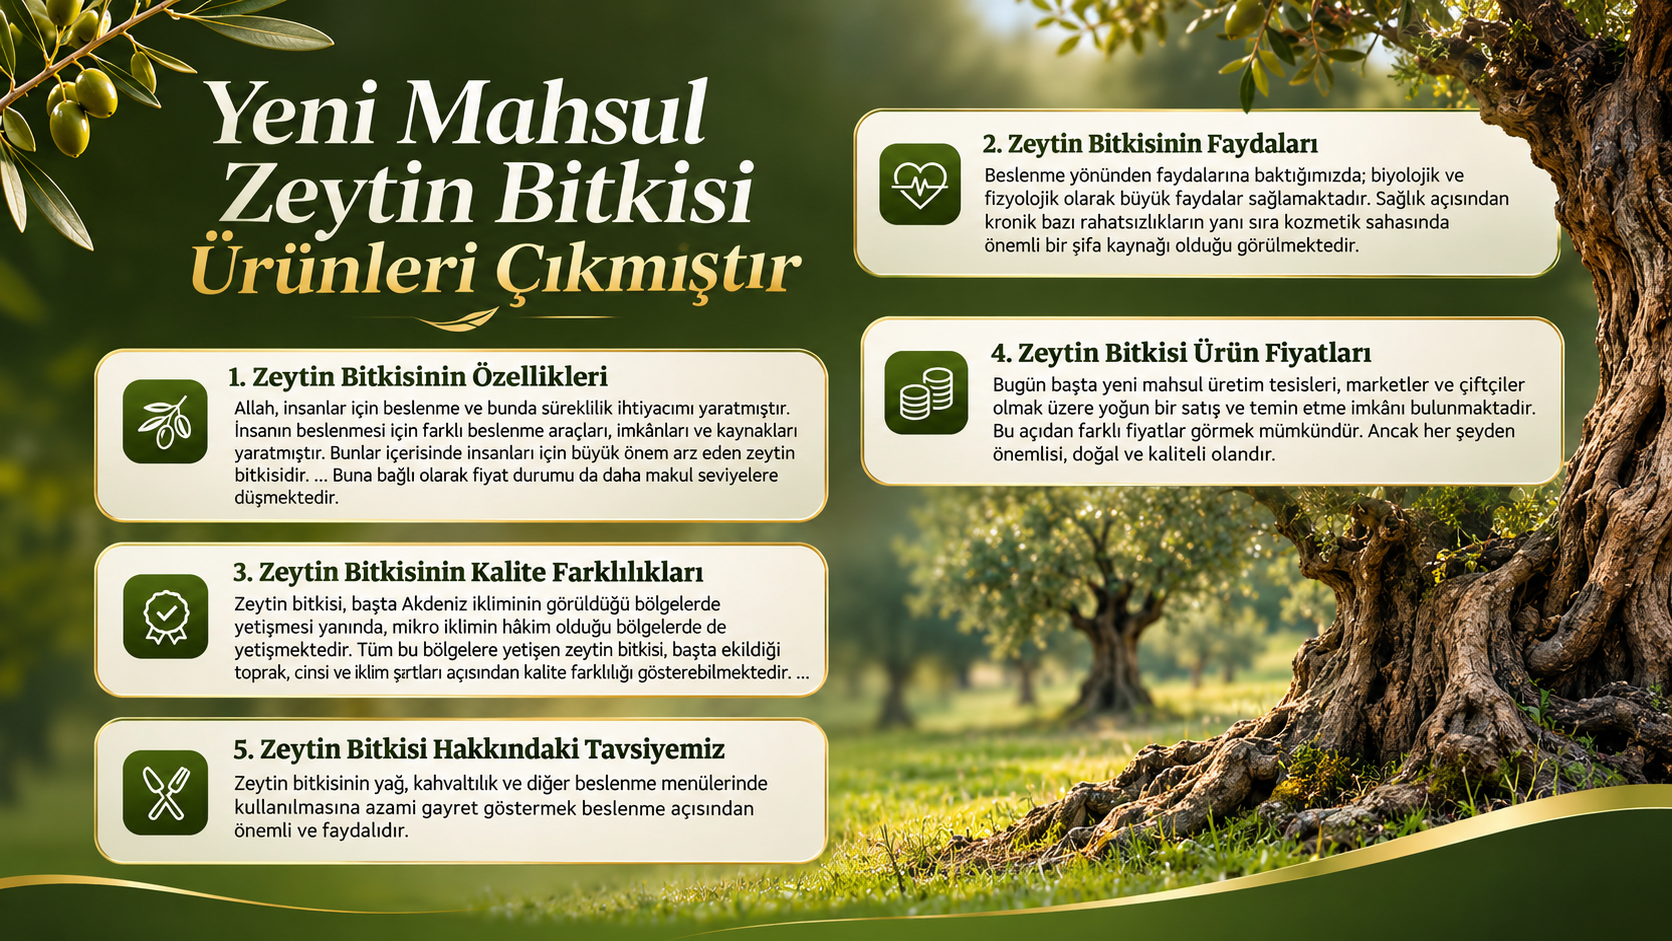 Yeni Mahsul
Zeytin Bitkisi
Ürünleri Çıkmıştır
1. Zeytin Bitkisinin Özellikleri
Allah, insanlar için beslenme ve bunda süreklilik ihtiyacımı yaratmıştır.
İnsanın beslenmesi için farklı beslenme araçları, imkânları ve kaynakları
yaratmıştır. Bunlar içerisinde insanları için büyük önem arz eden zeytin
bitkisidir. ... Buna bağlı olarak fiyat durumu da daha makul seviyelere
düşmektedir.
2. Zeytin Bitkisinin Faydaları
Beslenme yönünden faydalarına baktığımızda; biyolojik ve
fizyolojik olarak büyük faydalar sağlamaktadır. Sağlık açısından
kronik bazı rahatsızlıkların yanı sıra kozmetik sahasında
önemli bir şifa kaynağı olduğu görülmektedir.
3. Zeytin Bitkisinin Kalite Farklılıkları
Zeytin bitkisi, başta Akdeniz ikliminin görüldüğü bölgelerde
yetişmesi yanında, mikro iklimin hâkim olduğu bölgelerde de
yetişmektedir. Tüm bu bölgelere yetişen zeytin bitkisi, başta ekildiği
toprak, cinsi ve iklim şırtları açısından kalite farklılığı gösterebilmektedir. ...
4. Zeytin Bitkisi Ürün Fiyatları
Bugün başta yeni mahsul üretim tesisleri, marketler ve çiftçiler
olmak üzere yoğun bir satış ve temin etme imkânı bulunmaktadir.
Bu açıdan farklı fiyatlar görmek mümkündür. Ancak her şeyden
önemlisi, doğal ve kaliteli olandır.
5. Zeytin Bitkisi Hakkındaki Tavsiyemiz
Zeytin bitkisinin yağ, kahvaltılık ve diğer beslenme menülerinde
kullanılmasına azami gayret göstermek beslenme açısından
önemli ve faydalıdır.